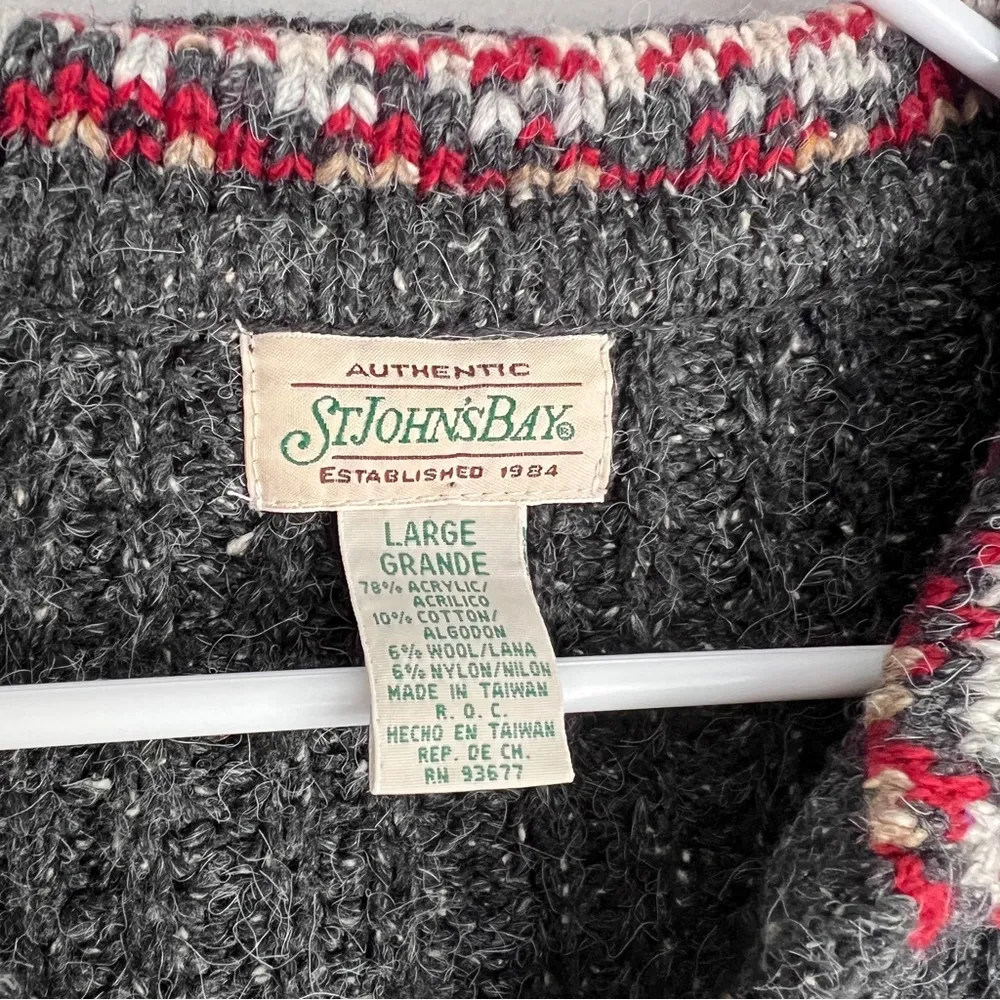 AUTHENTIC
ST JOHN'S BAY®
ESTABLISHED 1984
LARGE
GRANDE
78% ACRYLIC/
ACRILICO
10% COTTON/
ALGODON
6% WOOL/LANA
6% NYLON/NILON
MADE IN TAIWAN
R. O. C.
HECHO EN TAIWAN
REP. DE CH.
RN 93677